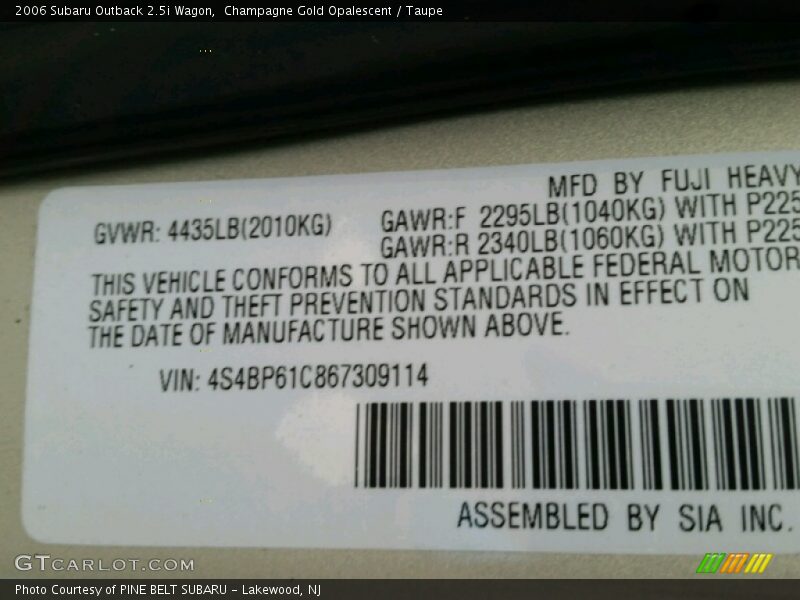 2006 Subaru Outback 2.5i Wagon,  Champagne Gold Opalescent / Taupe
MFD BY FUJI HEAVY
GVWR: 4435LB(2010KG) GAWR:F 2295LB(1040KG) WITH P225
GAWR:R 2340LB(1060KG) WITH P225
THIS VEHICLE CONFORMS TO ALL APPLICABLE FEDERAL MOTOR
SAFETY AND THEFT PREVENTION STANDARDS IN EFFECT ON
THE DATE OF MANUFACTURE SHOWN ABOVE.
VIN: 4S4BP61C867309114
ASSEMBLED BY SIA INC.
GTCARLOT.COM
Photo Courtesy of PINE BELT SUBARU - Lakewood, NJ